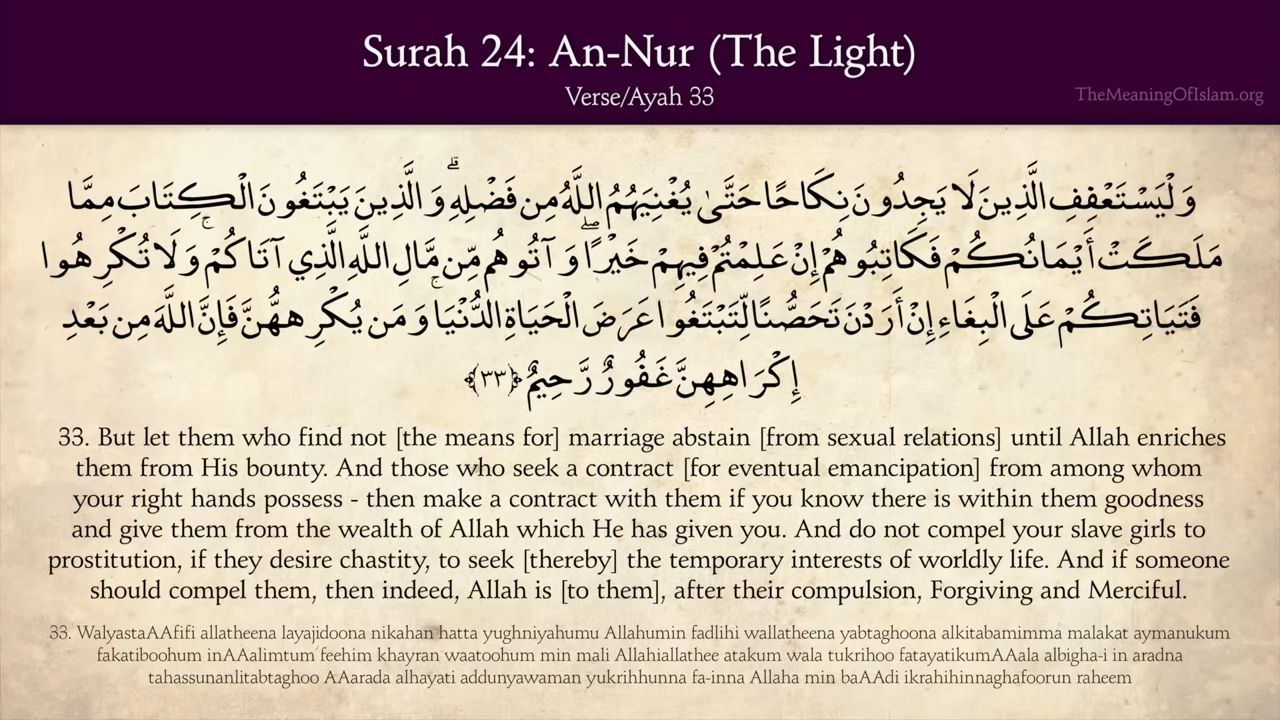 Surah 24: An-Nur (The Light)
Verse/Ayah 33
TheMeaningOfIslam.org
وَلْيَسْتَعْفِفِ الَّذِينَ لَا يَجِدُونَ نِكَاحًا حَتَّىٰ يُغْنِيَهُمُ اللَّهُ مِن فَضْلِهِ ۗ وَالَّذِينَ يَبْتَغُونَ الْكِتَابَ مِمَّا
مَلَكَتْ أَيْمَانُكُمْ فَكَاتِبُوهُمْ إِنْ عَلِمْتُمْ فِيهِمْ خَيْرًا ۖ وَآتُوهُم مِّن مَّالِ اللَّهِ الَّذِي آتَاكُمْ ۚ وَلَا تُكْرِهُوا
فَتَيَاتِكُمْ عَلَى الْبِغَاءِ إِنْ أَرَدْنَ تَحَصُّنًا لِّتَبْتَغُوا عَرَضَ الْحَيَاةِ الدُّنْيَا ۚ وَمَن يُكْرِههُّنَّ فَإِنَّ اللَّهَ مِن بَعْدِ
إِكْرَاهِهِنَّ غَفُورٌ رَّحِيمٌ ﴿٣٣﴾
33. But let them who find not [the means for] marriage abstain [from sexual relations] until Allah enriches
them from His bounty. And those who seek a contract [for eventual emancipation] from among whom
your right hands possess - then make a contract with them if you know there is within them goodness
and give them from the wealth of Allah which He has given you. And do not compel your slave girls to
prostitution, if they desire chastity, to seek [thereby] the temporary interests of worldly life. And if someone
should compel them, then indeed, Allah is [to them], after their compulsion, Forgiving and Merciful.
33. WalyastaAAfifi allatheena layajidoona nikahan hatta yughniyahumu Allahumin fadlihi wallatheena yabtaghoona alkitabamimma malakat aymanukum
fakatiboohum inAAalimtum feehim khayran waatoohum min mali Allahiallathee atakum wala tukrihoo fatayatikumAAala albigha-i in aradna
tahassunanlitabtaghoo AAarada alhayati addunyawaman yukrihhunna fa-inna Allaha min baAAdi ikrahihinnaghafoorun raheem